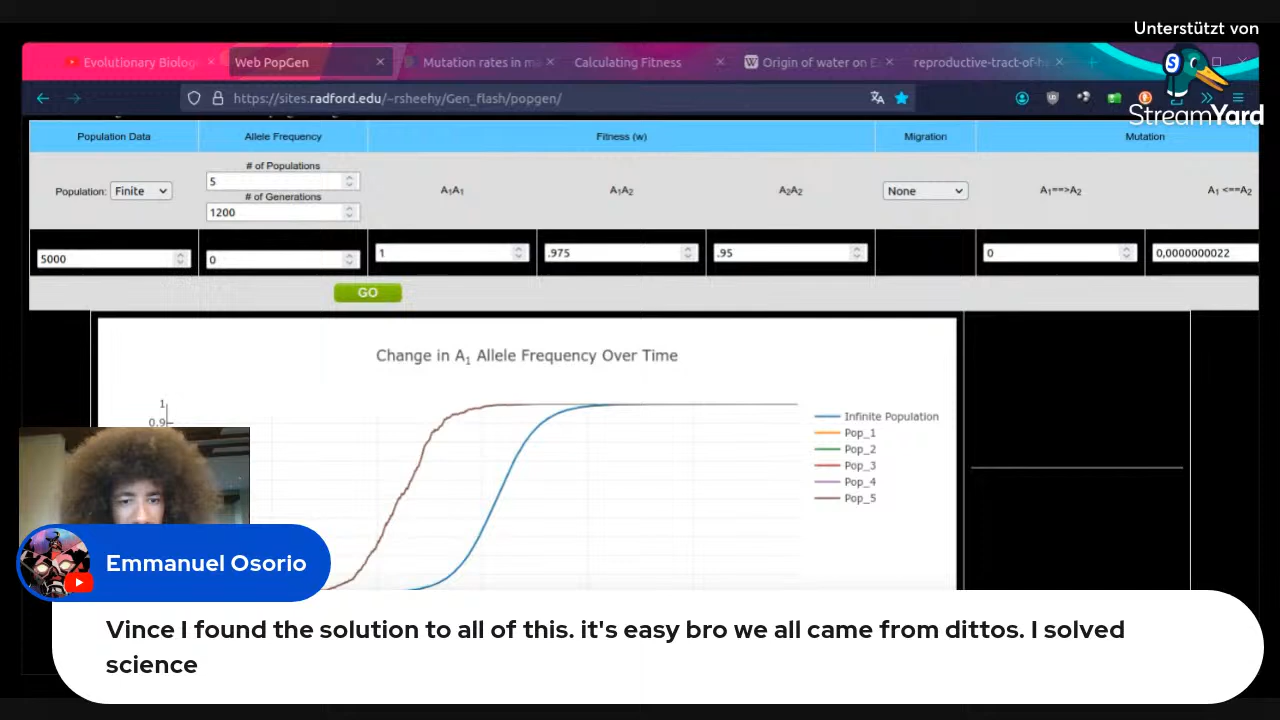 Unterstützt von
StreamYard
Evolutionary Biolog
Web PopGen
Mutation rates in m
Calculating Fitness
Origin of water on E
reproductive-tract-of-h
https://sites.radford.edu/~rsheehy/Gen_flash/popgen/
Population Data
Allele Frequency
Fitness (w)
Migration
Mutation
Population: Finite
# of Populations
5
# of Generations
1200
A1A1
A1A2
A2A2
None
A1==>A2
A1 <==A2
5000
0
1
.975
.95
0
0,0000000022
GO
Change in A1 Allele Frequency Over Time
1
0.9
Infinite Population
Pop_1
Pop_2
Pop_3
Pop_4
Pop_5
Emmanuel Osorio
Vince I found the solution to all of this. it's easy bro we all came from dittos. I solved
science